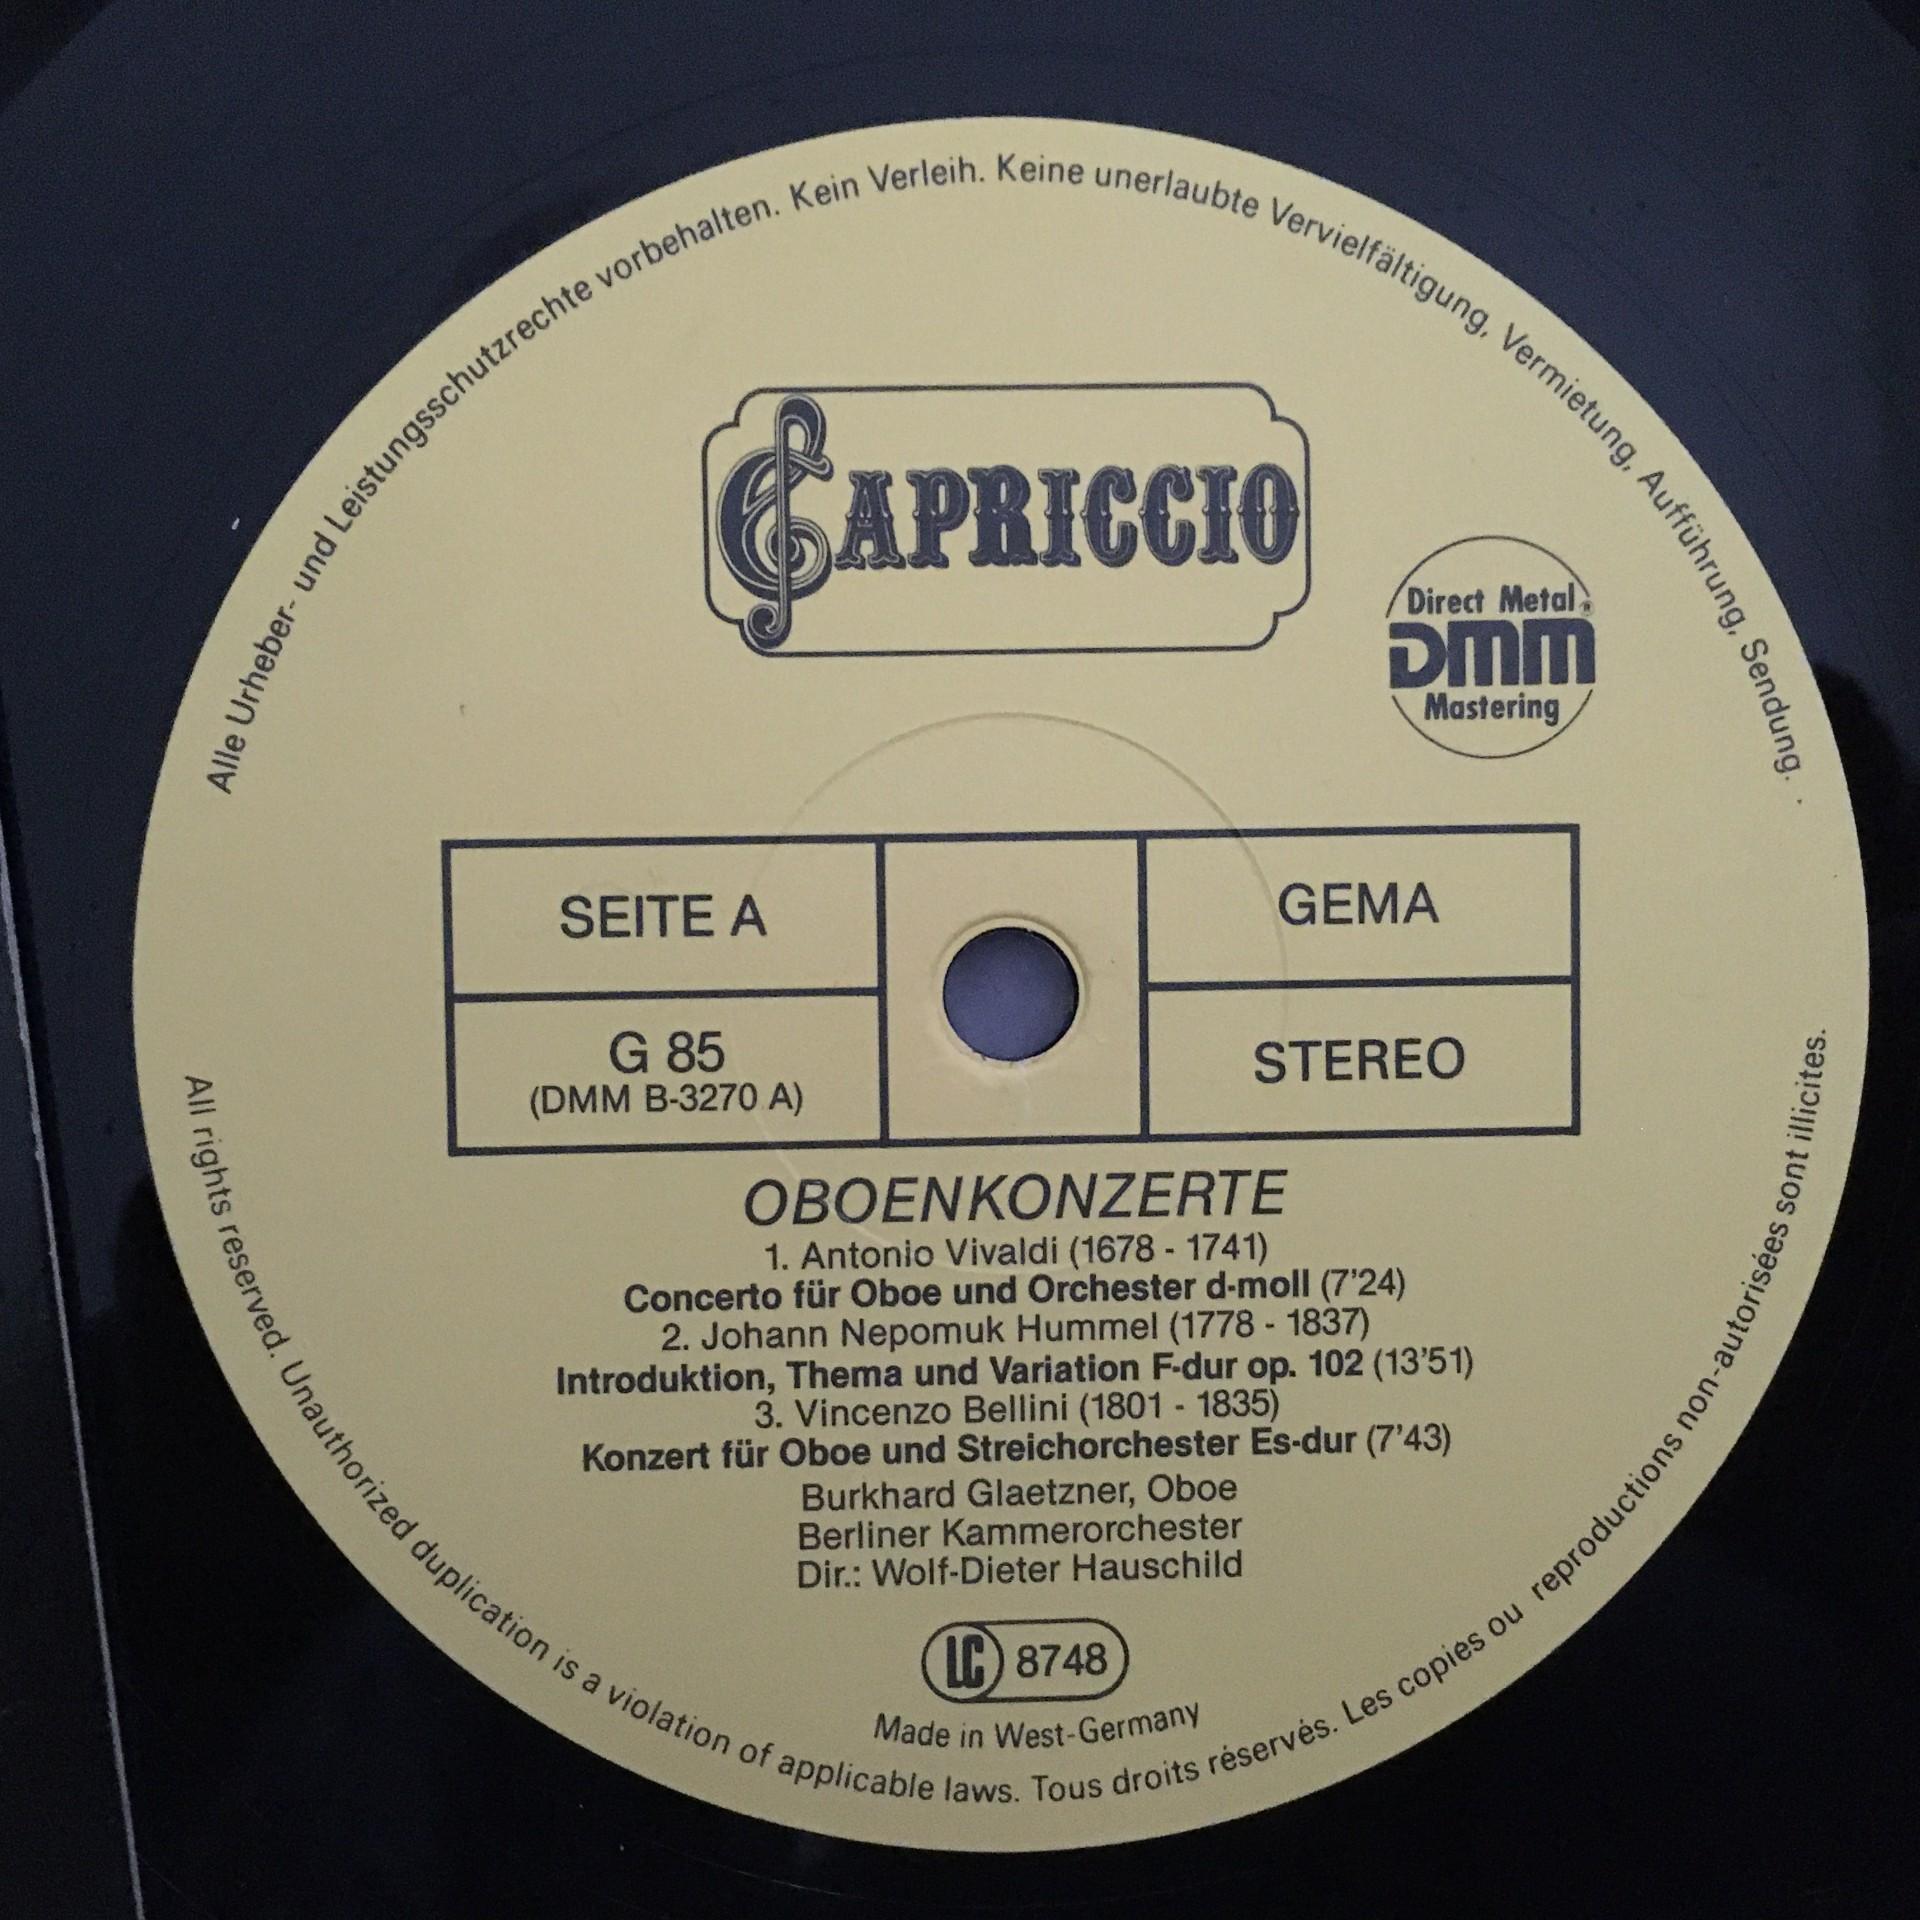 Alle Urheber- und Leistungsschutzrechte vorbehalten. Kein Verleih. Keine unerlaubte Vervielfältigung, Vermietung, Aufführung, Sendung.
CAPRICCIO
Direct Metal ®
DMM
Mastering
SEITE A
GEMA
G 85
(DMM B-3270 A)
STEREO
OBOENKONZERTE
1. Antonio Vivaldi (1678 - 1741)
Concerto für Oboe und Orchester d-moll (7'24)
2. Johann Nepomuk Hummel (1778 - 1837)
Introduktion, Thema und Variation F-dur op. 102 (13'51)
3. Vincenzo Bellini (1801 - 1835)
Konzert für Oboe und Streichorchester Es-dur (7'43)
Burkhard Glaetzner, Oboe
Berliner Kammerorchester
Dir.: Wolf-Dieter Hauschild
LC 8748
Made in West-Germany
All rights reserved. Unauthorized duplication is a violation of applicable laws. Tous droits réservés. Les copies ou reproductions non-autorisées sont illicites.